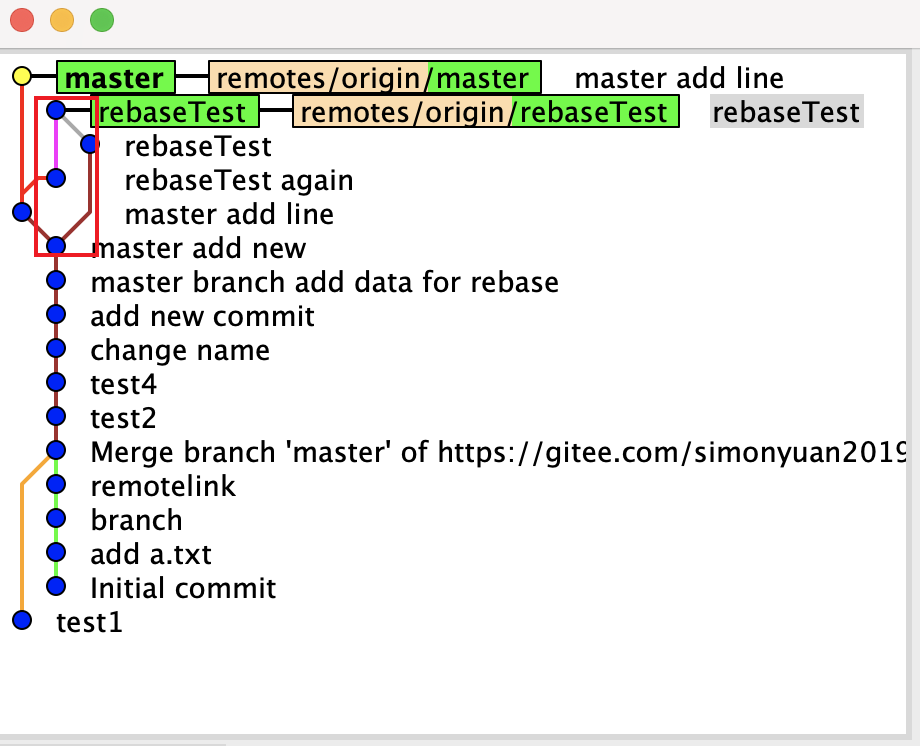 master remotes/origin/master master add line
rebaseTest remotes/origin/rebaseTest rebaseTest
rebaseTest
rebaseTest again
master add line
master add new
master branch add data for rebase
add new commit
change name
test4
test2
Merge branch 'master' of https://gitee.com/simonyuan2019
remotelink
branch
add a.txt
Initial commit
test1